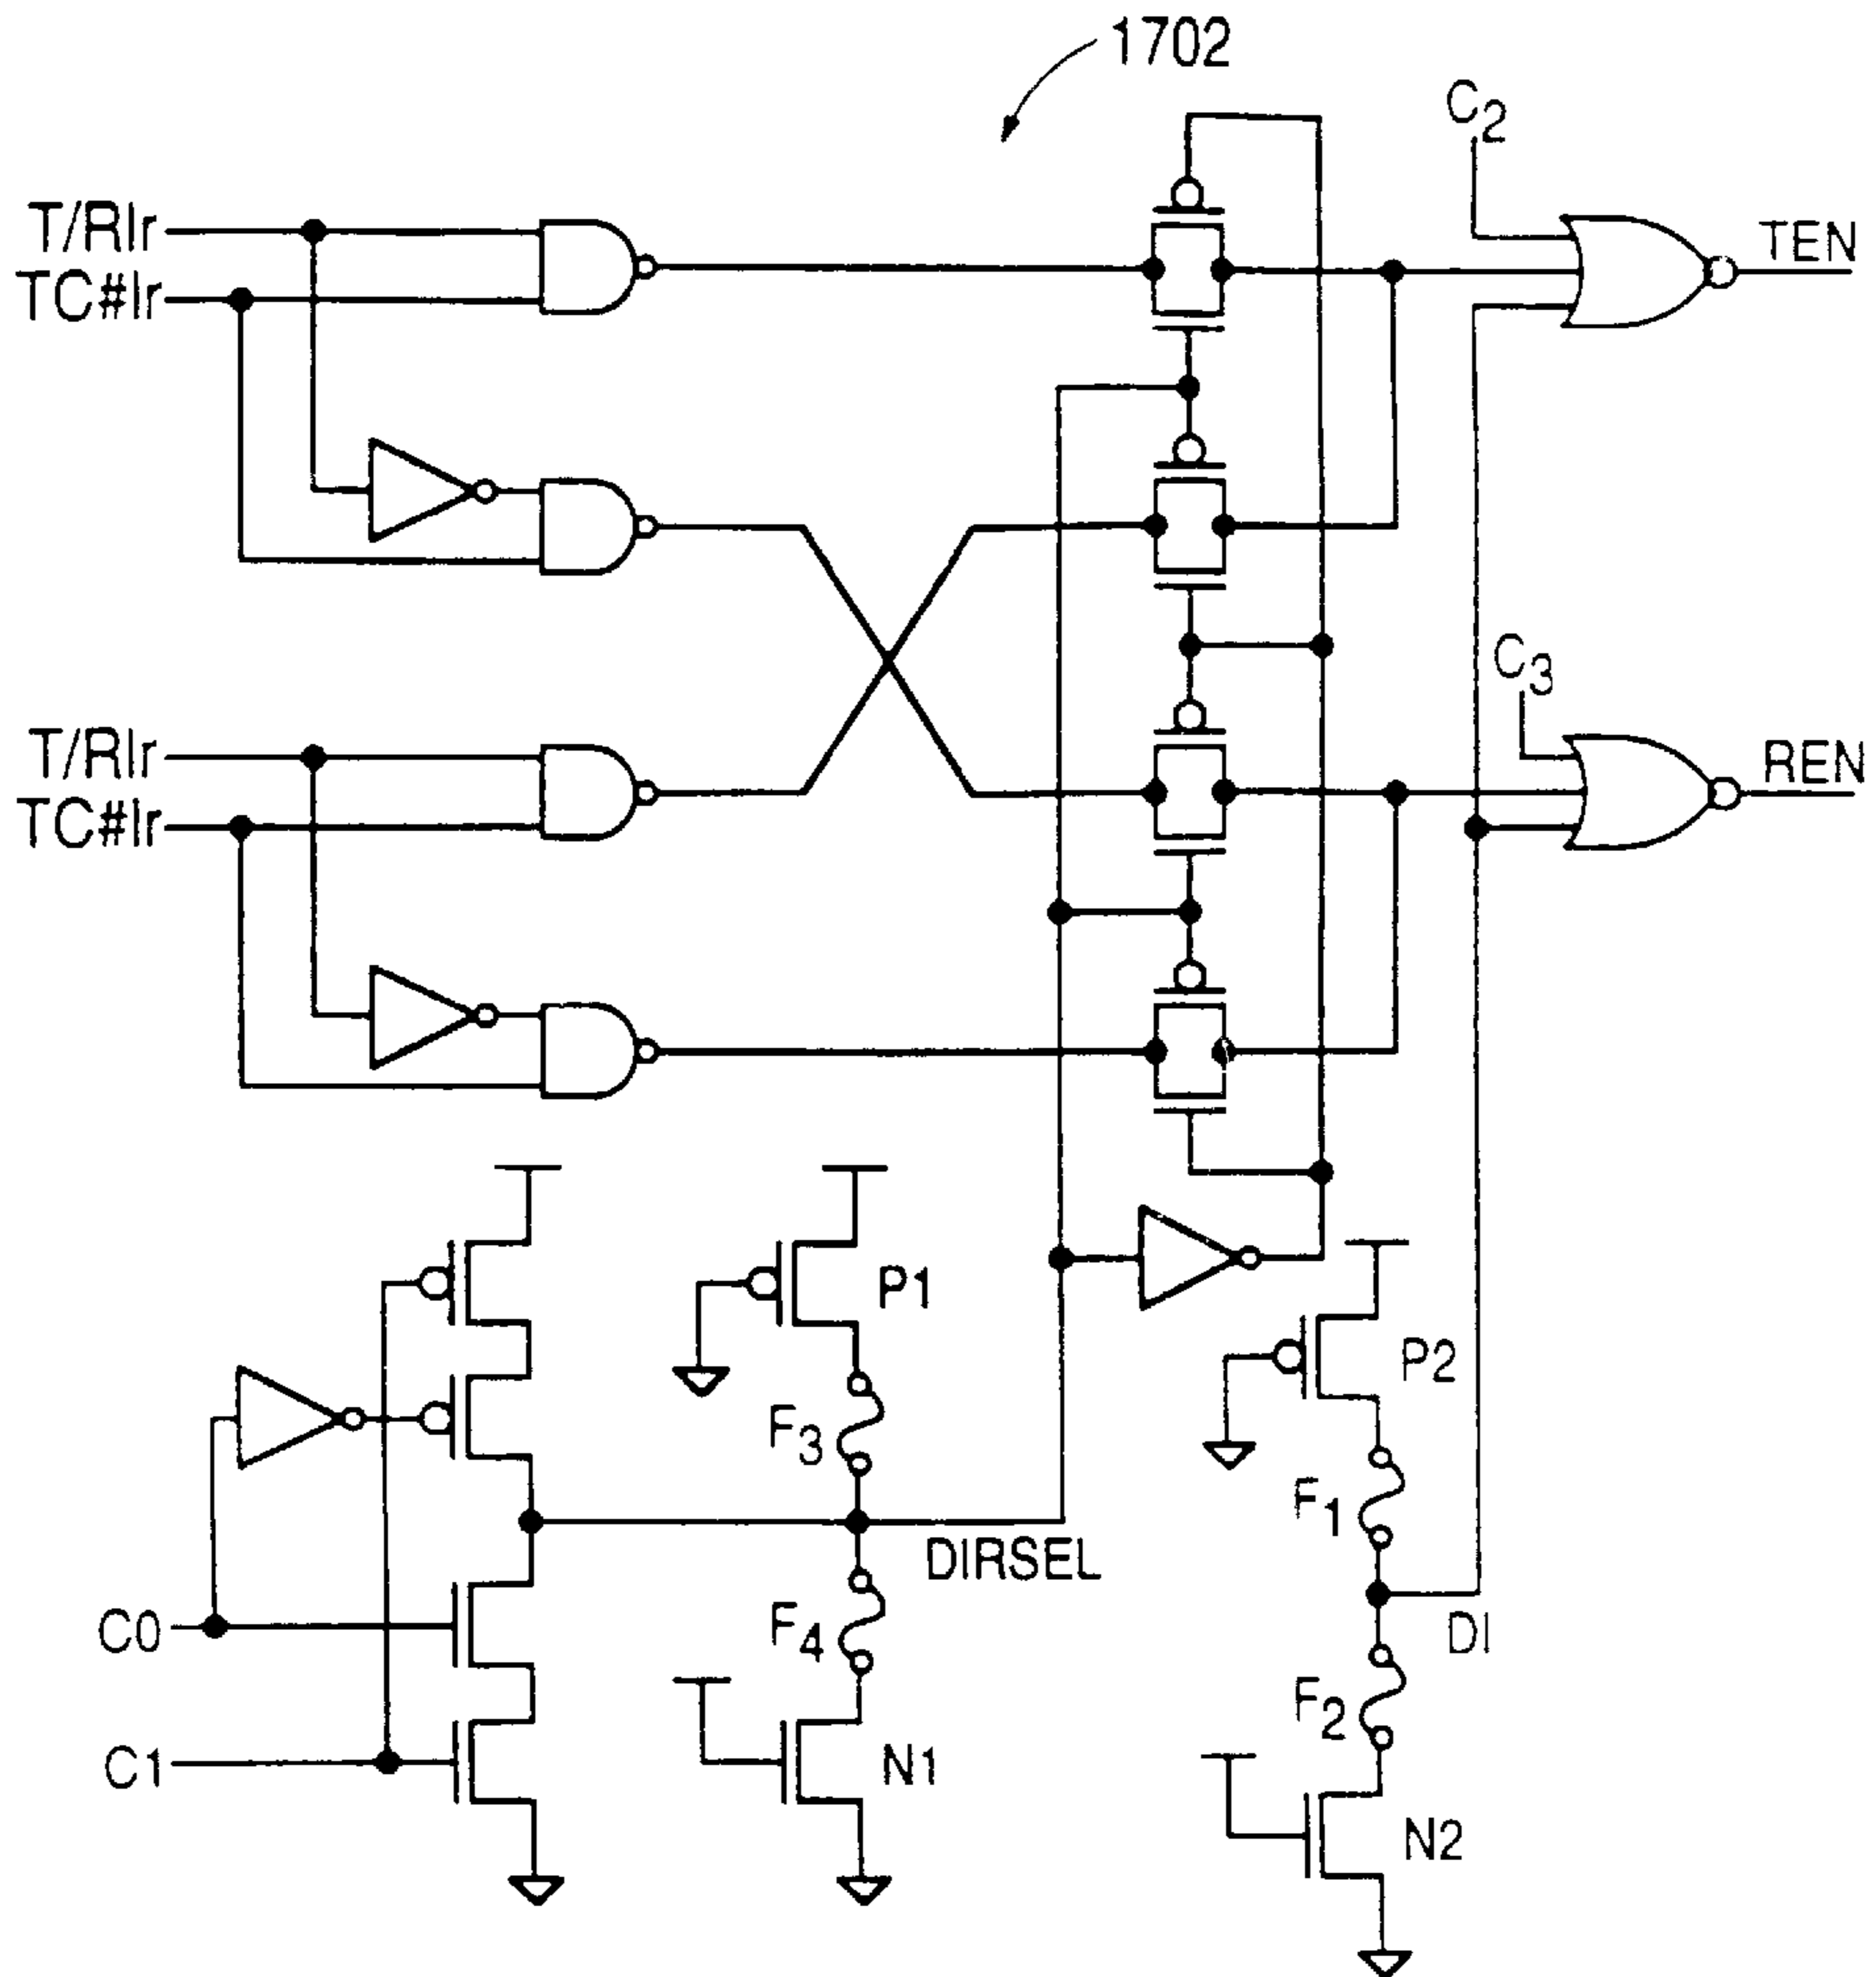 1702
C2
T/RIr
TEN
TC#Ir
C3
T/RIr
REN
TC#Ir
P1
P2
F3
F1
DIRSEL
C0
F4
DI
F2
C1
N1
N2